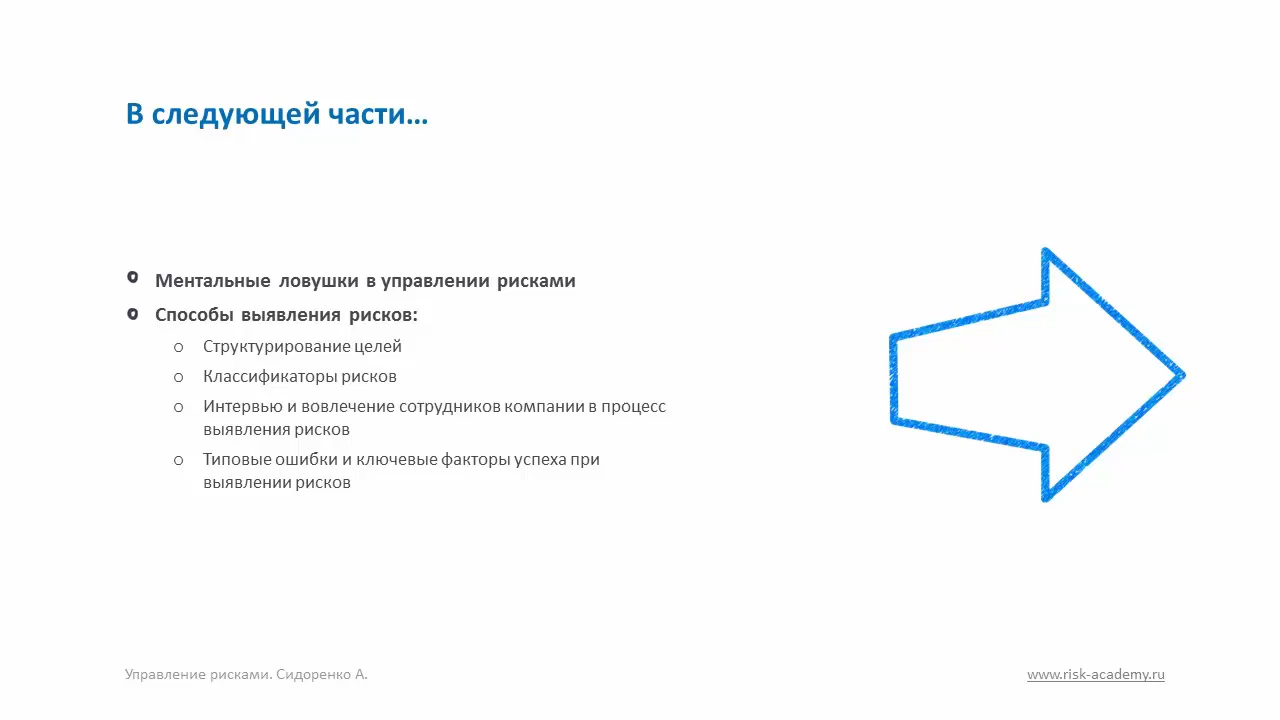 В следующей части...
Ментальные ловушки в управлении рисками
Способы выявления рисков:
Структурирование целей
Классификаторы рисков
Интервью и вовлечение сотрудников компании в процесс
выявления рисков
Типовые ошибки и ключевые факторы успеха при
выявлении рисков
Управление рисками. Сидоренко А.
www.risk-academy.ru